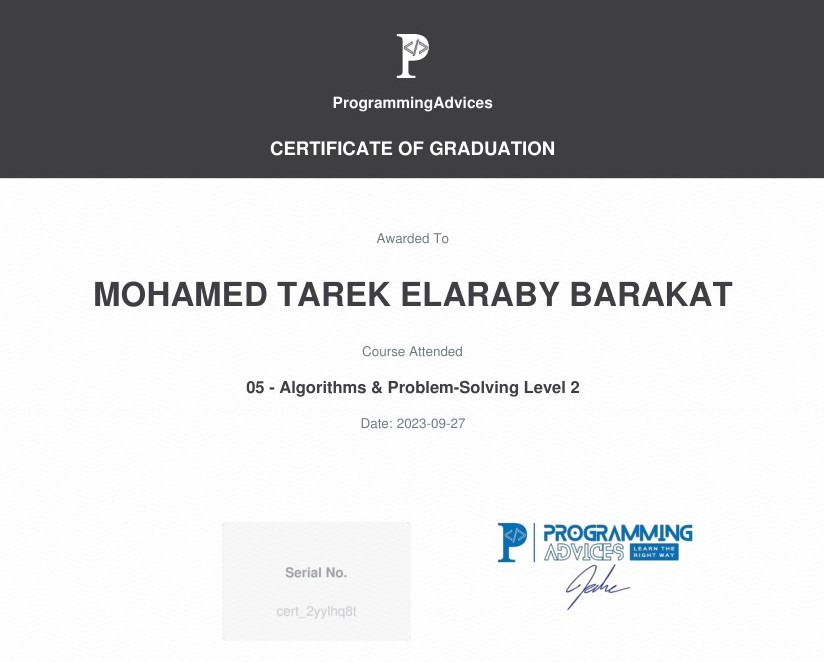 ProgrammingAdvices
CERTIFICATE OF GRADUATION
Awarded To
MOHAMED TAREK ELARABY BARAKAT
Course Attended
05 - Algorithms & Problem-Solving Level 2
Date: 2023-09-27
Serial No.
cert_2yylhq8t
PROGRAMMING
ADVICES
LEARN THE
RIGHT WAY